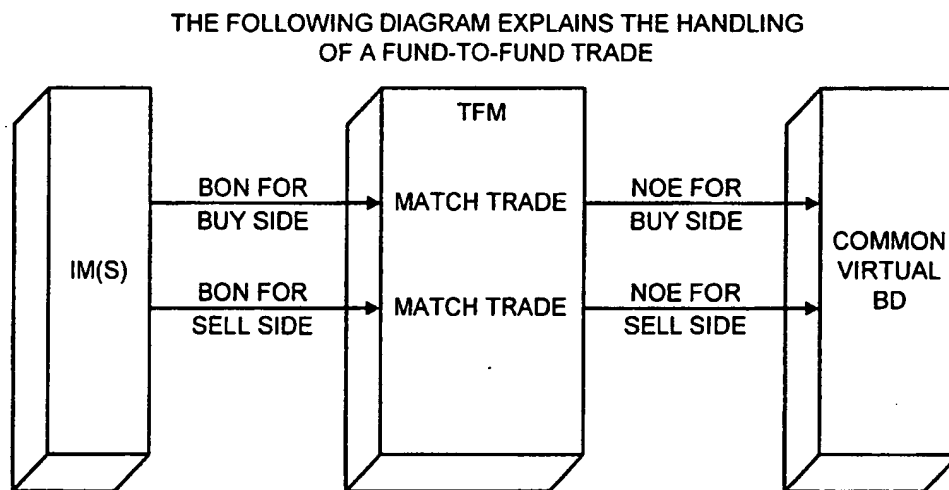 THE FOLLOWING DIAGRAM EXPLAINS THE HANDLING
OF A FUND-TO-FUND TRADE
IM(S)
BON FOR
BUY SIDE
BON FOR
SELL SIDE
TFM
MATCH TRADE
MATCH TRADE
NOE FOR
BUY SIDE
NOE FOR
SELL SIDE
COMMON
VIRTUAL
BD